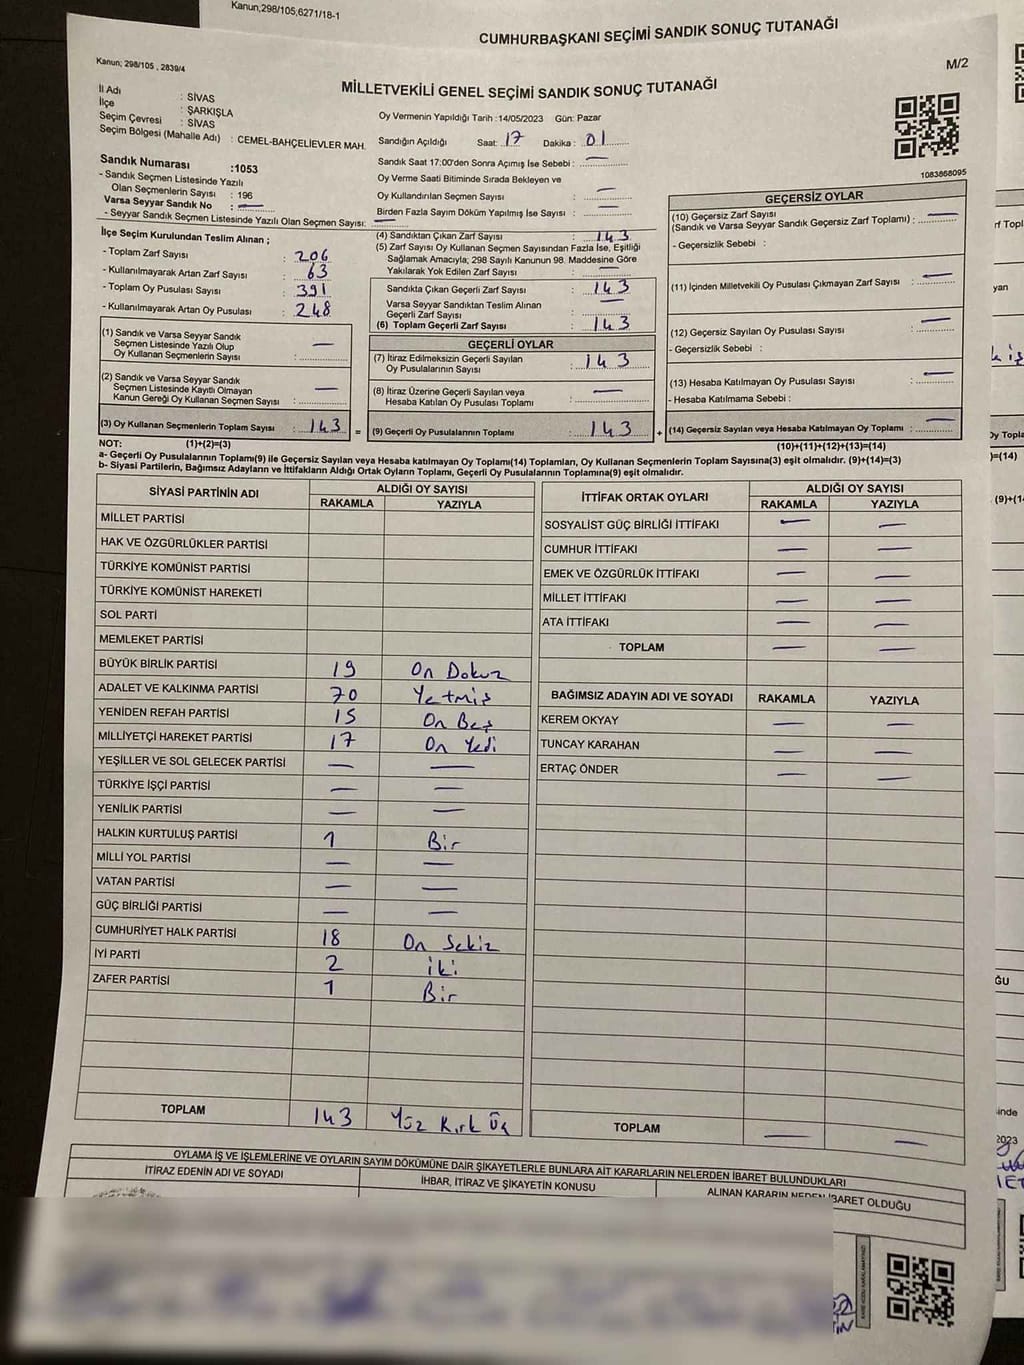 Kanun;298/105;6271/18-1
CUMHURBAŞKANI SEÇİMİ SANDIK SONUÇ TUTANAĞI
Kanun; 298/105 , 2839/4
M/2
MİLLETVEKİLİ GENEL SEÇİMİ SANDIK SONUÇ TUTANAĞI
İl Adı : SİVAS
İlçe : ŞARKIŞLA
Seçim Çevresi : SİVAS
Seçim Bölgesi (Mahalle Adı) : CEMEL-BAHÇELİEVLER MAH.
Sandık Numarası :1053
- Sandık Seçmen Listesinde Yazılı
Olan Seçmenlerin Sayısı : 196
Varsa Seyyar Sandık No : —
- Seyyar Sandık Seçmen Listesinde Yazılı Olan Seçmen Sayısı: —
Oy Vermenin Yapıldığı Tarih :14/05/2023 Gün: Pazar
Sandığın Açıldığı Saat: 17 Dakika : 01
Sandık Saat 17:00'den Sonra Açımış İse Sebebi : —
Oy Verme Saati Bitiminde Sırada Bekleyen ve
Oy Kullandırılan Seçmen Sayısı : —
Birden Fazla Sayım Döküm Yapılmış İse Sayısı : —
1083868095
İlçe Seçim Kurulundan Teslim Alınan ;
- Toplam Zarf Sayısı : 206
- Kullanılmayarak Artan Zarf Sayısı : 63
- Toplam Oy Pusulası Sayısı : 391
- Kullanılmayarak Artan Oy Pusulası : 248
(4) Sandıktan Çıkan Zarf Sayısı : 143
(5) Zarf Sayısı Oy Kullanan Seçmen Sayısından Fazla İse, Eşitliği
Sağlamak Amacıyla; 298 Sayılı Kanunun 98. Maddesine Göre
Yakılarak Yok Edilen Zarf Sayısı : —
Sandıkta Çıkan Geçerli Zarf Sayısı : 143
Varsa Seyyar Sandıktan Teslim Alınan
Geçerli Zarf Sayısı : —
(6) Toplam Geçerli Zarf Sayısı : 143
GEÇERSİZ OYLAR
(10) Geçersiz Zarf Sayısı
(Sandık ve Varsa Seyyar Sandık Geçersiz Zarf Toplamı) : —
- Geçersizlik Sebebi :
(11) İçinden Milletvekili Oy Pusulası Çıkmayan Zarf Sayısı : —
(12) Geçersiz Sayılan Oy Pusulası Sayısı : —
- Geçersizlik Sebebi :
(13) Hesaba Katılmayan Oy Pusulası Sayısı : —
- Hesaba Katılmama Sebebi :
(1) Sandık ve Varsa Seyyar Sandık
Seçmen Listesinde Yazılı Olup
Oy Kullanan Seçmenlerin Sayısı : —
(2) Sandık ve Varsa Seyyar Sandık
Seçmen Listesinde Kayıtlı Olmayan
Kanun Gereği Oy Kullanan Seçmen Sayısı : —
GEÇERLİ OYLAR
(7) İtiraz Edilmeksizin Geçerli Sayılan
Oy Pusulalarının Sayısı : 143
(8) İtiraz Üzerine Geçerli Sayılan veya
Hesaba Katılan Oy Pusulası Toplamı : —
(3) Oy Kullanan Seçmenlerin Toplam Sayısı : 143 = (9) Geçerli Oy Pusulalarının Toplamı : 143 + (14) Geçersiz Sayılan veya Hesaba Katılmayan Oy Toplamı : —
NOT: (1)+(2)=(3) (10)+(11)+(12)+(13)=(14)
a- Geçerli Oy Pusulalarının Toplamı(9) ile Geçersiz Sayılan veya Hesaba katılmayan Oy Toplamı(14) Toplamları, Oy Kullanan Seçmenlerin Toplam Sayısına(3) eşit olmalıdır. (9)+(14)=(3)
b- Siyasi Partilerin, Bağımsız Adayların ve İttifakların Aldığı Ortak Oyların Toplamı, Geçerli Oy Pusulalarının Toplamına(9) eşit olmalıdır.
SİYASİ PARTİNİN ADI ALDIĞI OY SAYISI
RAKAMLA YAZIYLA
MİLLET PARTİSİ
HAK VE ÖZGÜRLÜKLER PARTİSİ
TÜRKİYE KOMÜNİST PARTİSİ
TÜRKİYE KOMÜNİST HAREKETİ
SOL PARTİ
MEMLEKET PARTİSİ
BÜYÜK BİRLİK PARTİSİ 19 On Dokuz
ADALET VE KALKINMA PARTİSİ 70 Yetmiş
YENİDEN REFAH PARTİSİ 15 On Beş
MİLLİYETÇİ HAREKET PARTİSİ 17 On Yedi
YEŞİLLER VE SOL GELECEK PARTİSİ — —
TÜRKİYE İŞÇİ PARTİSİ — —
YENİLİK PARTİSİ — —
HALKIN KURTULUŞ PARTİSİ 1 Bir
MİLLİ YOL PARTİSİ — —
VATAN PARTİSİ — —
GÜÇ BİRLİĞİ PARTİSİ — —
CUMHURİYET HALK PARTİSİ 18 On Sekiz
İYİ PARTİ 2 iki
ZAFER PARTİSİ 1 Bir
TOPLAM 143 Yüz Kırk Üç
İTTİFAK ORTAK OYLARI ALDIĞI OY SAYISI
RAKAMLA YAZIYLA
SOSYALİST GÜÇ BİRLİĞİ İTTİFAKI — —
CUMHUR İTTİFAKI — —
EMEK VE ÖZGÜRLÜK İTTİFAKI — —
MİLLET İTTİFAKI — —
ATA İTTİFAKI — —
TOPLAM — —
BAĞIMSIZ ADAYIN ADI VE SOYADI RAKAMLA YAZIYLA
KEREM OKYAY — —
TUNCAY KARAHAN — —
ERTAÇ ÖNDER — —
TOPLAM — —
OYLAMA İŞ VE İŞLEMLERİNE VE OYLARIN SAYIM DÖKÜMÜNE DAİR ŞİKAYETLERLE BUNLARA AİT KARARLARIN NELERDEN İBARET BULUNDUKLARI
İTİRAZ EDENİN ADI VE SOYADI İHBAR, İTİRAZ VE ŞİKAYETİN KONUSU ALINAN KARARIN NEDEN İBARET OLDUĞU